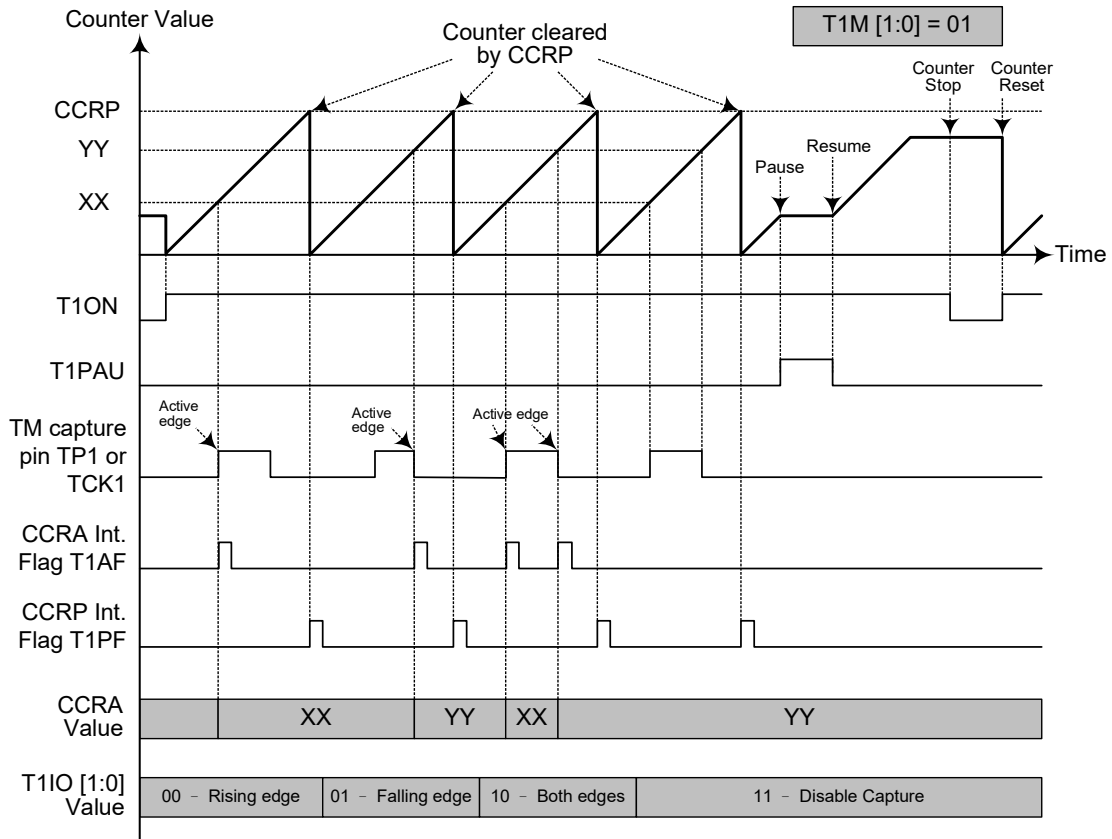 Counter Value
T1M [1:0] = 01
Counter cleared
by CCRP
Counter
Stop
Counter
Reset
CCRP
YY
XX
Pause
Resume
Time
T1ON
T1PAU
Active
edge
Active
edge
Active edge
TM capture
pin TP1 or
TCK1
CCRA Int.
Flag T1AF
CCRP Int.
Flag T1PF
CCRA
Value
XX
YY
XX
YY
T1IO [1:0]
Value
00 – Rising edge
01 – Falling edge
10 – Both edges
11 – Disable Capture